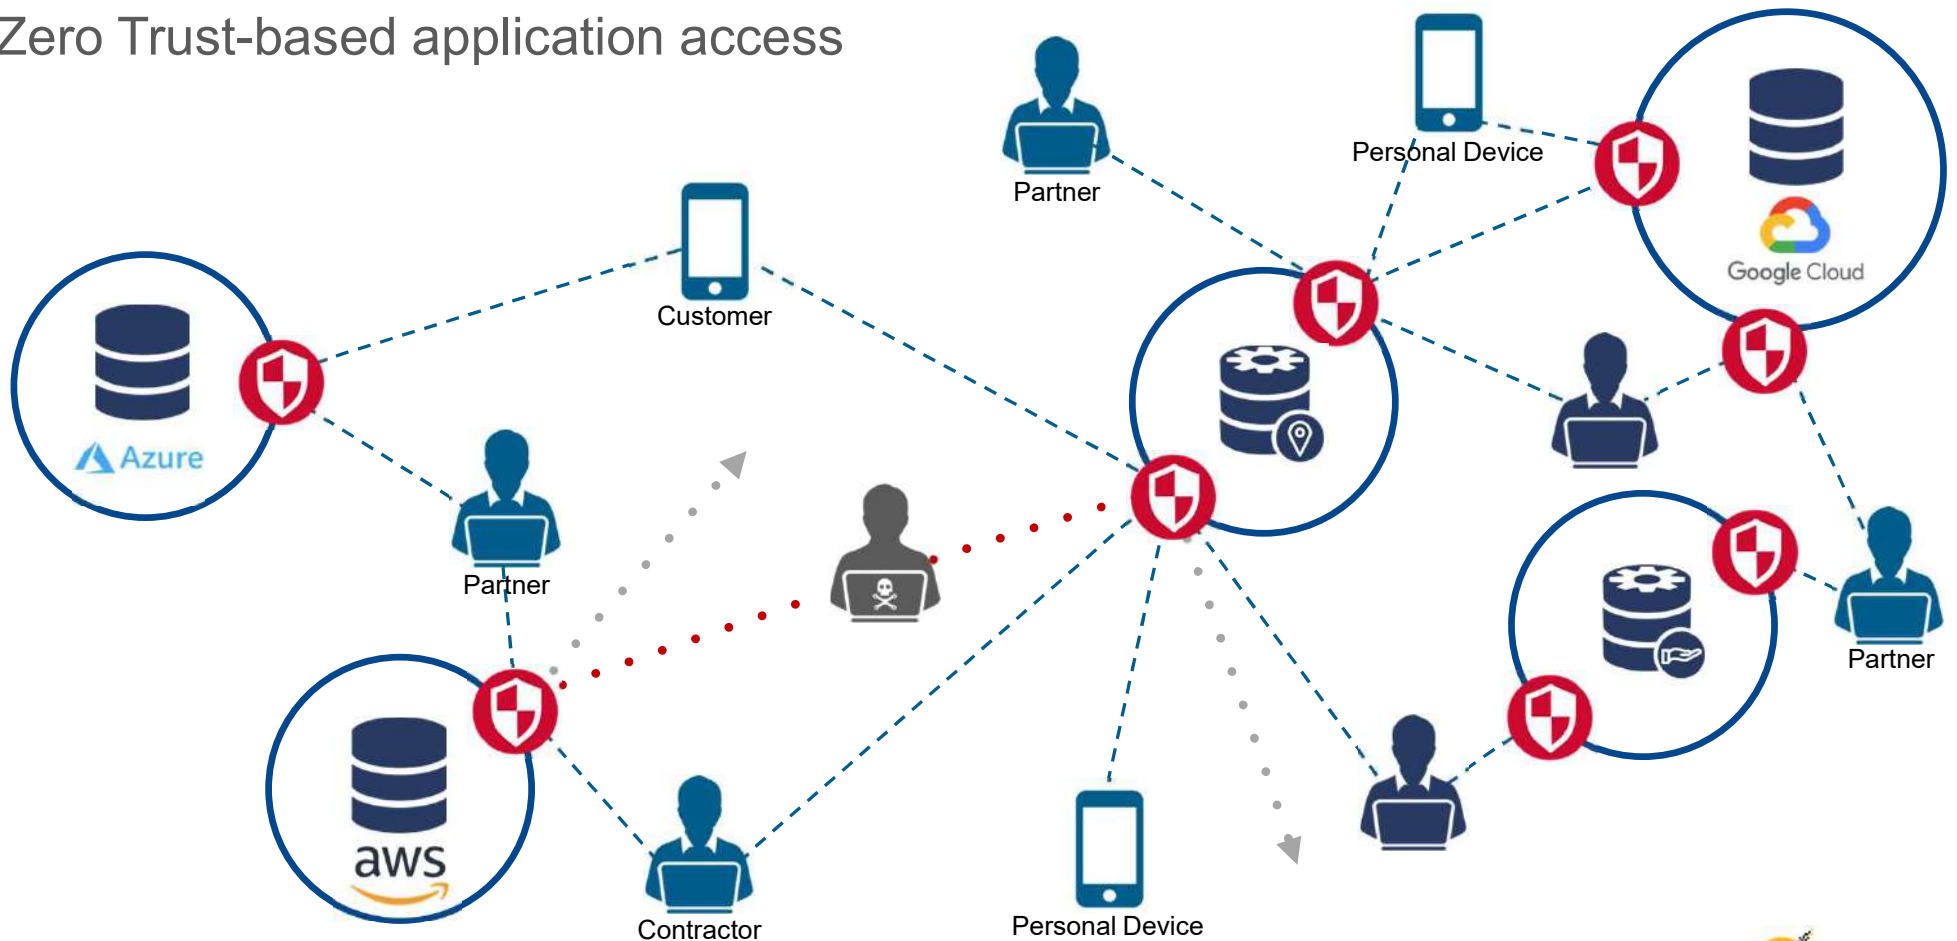 Zero Trust-based application access
Personal Device
Partner
Google Cloud
Customer
Azure
Partner
Partner
aws
Contractor
Personal Device